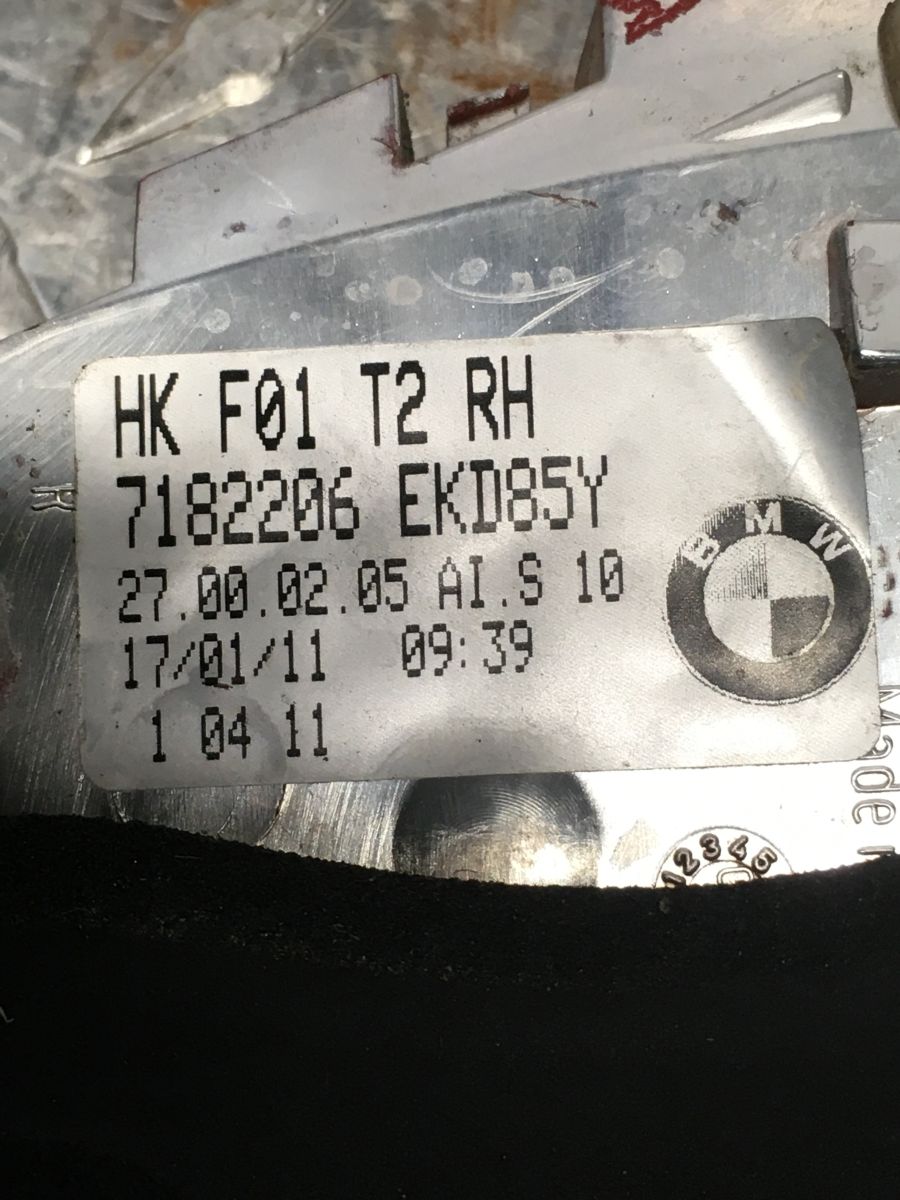 HK F01 T2 RH
7182206 EKD85Y
27.00.02.05 AI.S 10
17/01/11 09:39
1 04 11
BMW
R
Made
12345